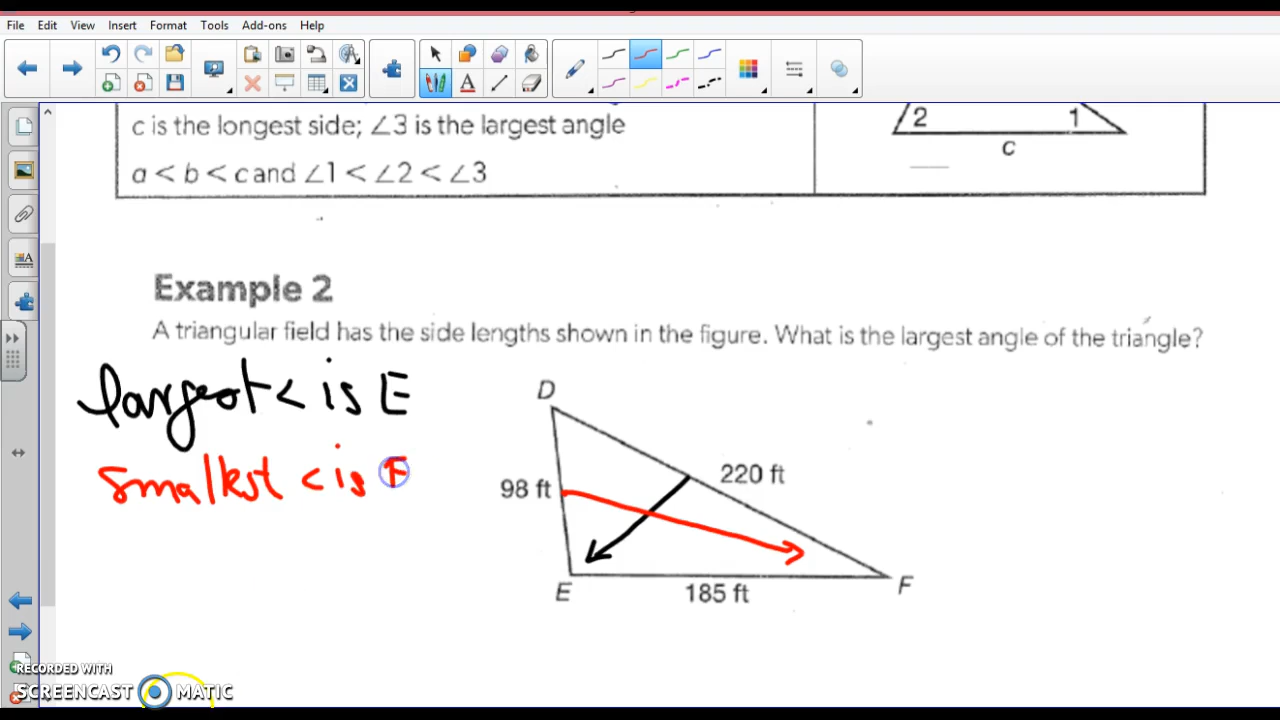 File Edit View Insert Format Tools Add-ons Help
c is the longest side; ∠3 is the largest angle
a < b < c and ∠1 < ∠2 < ∠3
2 1
c
Example 2
A triangular field has the side lengths shown in the figure. What is the largest angle of the triangle?
largest < is E
smallest < is F
D
220 ft
98 ft
E
185 ft
F
RECORDED WITH
SCREENCAST MATIC